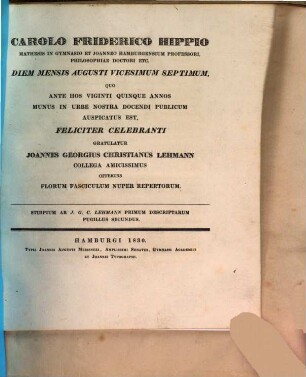 CAROLO FRIDERICO HIPPIO
MATHESIS IN GYMNASIO ET JOANNEO HAMBURGENSIUM PROFESSORI,
PHILOSOPHIAE DOCTORI ETC.
DIEM MENSIS AUGUSTI VICESIMUM SEPTIMUM,
QUO
ANTE HOS VIGINTI QUINQUE ANNOS
MUNUS IN URBE NOSTRA DOCENDI PUBLICUM
AUSPICATUS EST,
FELICITER CELEBRANTI
GRATULATUR
JOANNES GEORGIUS CHRISTIANUS LEHMANN
COLLEGA AMICISSIMUS
OFFERENS
FLORUM FASCICULUM NUPER REPERTORUM.
STIRPIUM AB J. G. C. LEHMANN PRIMUM DESCRIPTARUM
PUGILLUS SECUNDUS.
HAMBURGI 1830.
Typis Joannis Augusti Meissneri, Amplissimi Senatus, Gymnasii Academici
et Joannei Typographi.